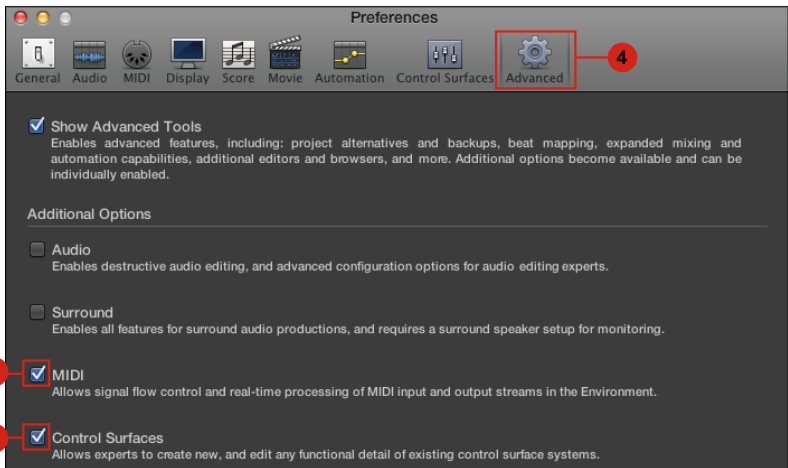 Preferences
General Audio MIDI Display Score Movie Automation Control Surfaces Advanced
4
Show Advanced Tools
Enables advanced features, including: project alternatives and backups, beat mapping, expanded mixing and
automation capabilities, additional editors and browsers, and more. Additional options become available and can be
individually enabled.
Additional Options
Audio
Enables destructive audio editing, and advanced configuration options for audio editing experts.
Surround
Enables all features for surround audio productions, and requires a surround speaker setup for monitoring.
MIDI
Allows signal flow control and real-time processing of MIDI input and output streams in the Environment.
Control Surfaces
Allows experts to create new, and edit any functional detail of existing control surface systems.